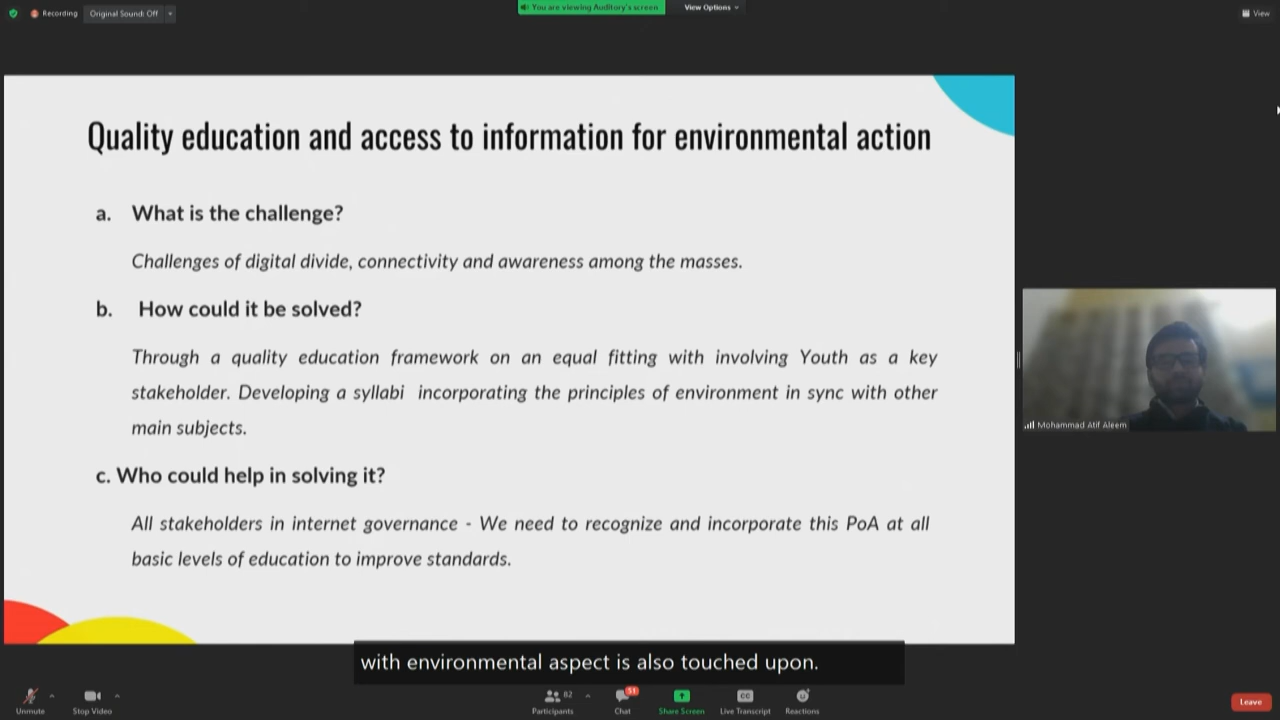 Recording
Original Sound: Off
You are viewing Auditory's screen
View Options
View
Quality education and access to information for environmental action
a. What is the challenge?
Challenges of digital divide, connectivity and awareness among the masses.
b. How could it be solved?
Through a quality education framework on an equal fitting with involving Youth as a key
stakeholder. Developing a syllabi incorporating the principles of environment in sync with other
main subjects.
c. Who could help in solving it?
All stakeholders in internet governance - We need to recognize and incorporate this PoA at all
basic levels of education to improve standards.
Mohammad Atif Aleem
with environmental aspect is also touched upon.
Unmute
Stop Video
82
Participants
51
Chat
Share Screen
CC
Live Transcript
Reactions
Leave